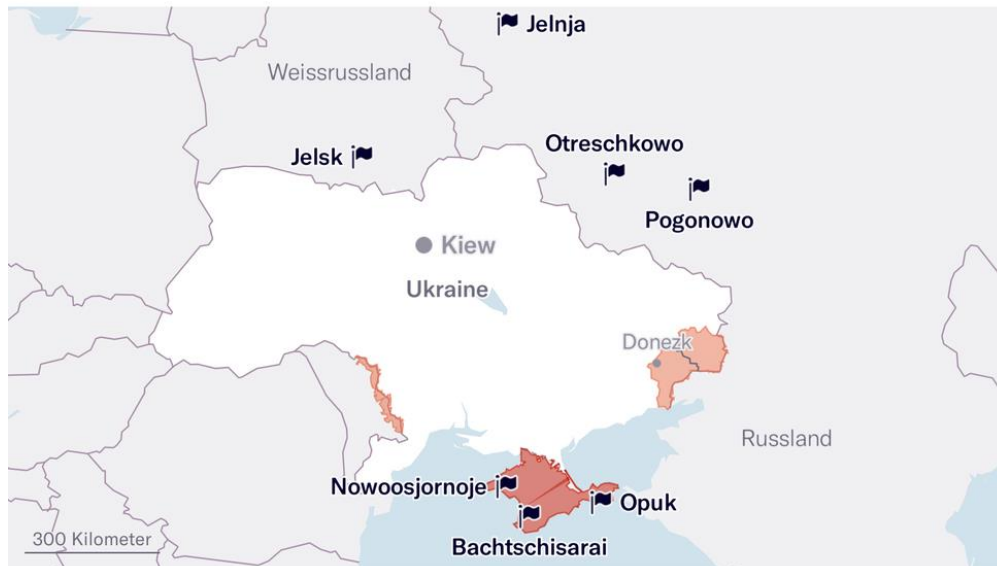 Jelnja
Weissrussland
Otreschkowo
Jelsk
Pogonowo
Kiew
Ukraine
Donezk
Russland
Nowoosjornoje
Opuk
300 Kilometer
Bachtschisarai